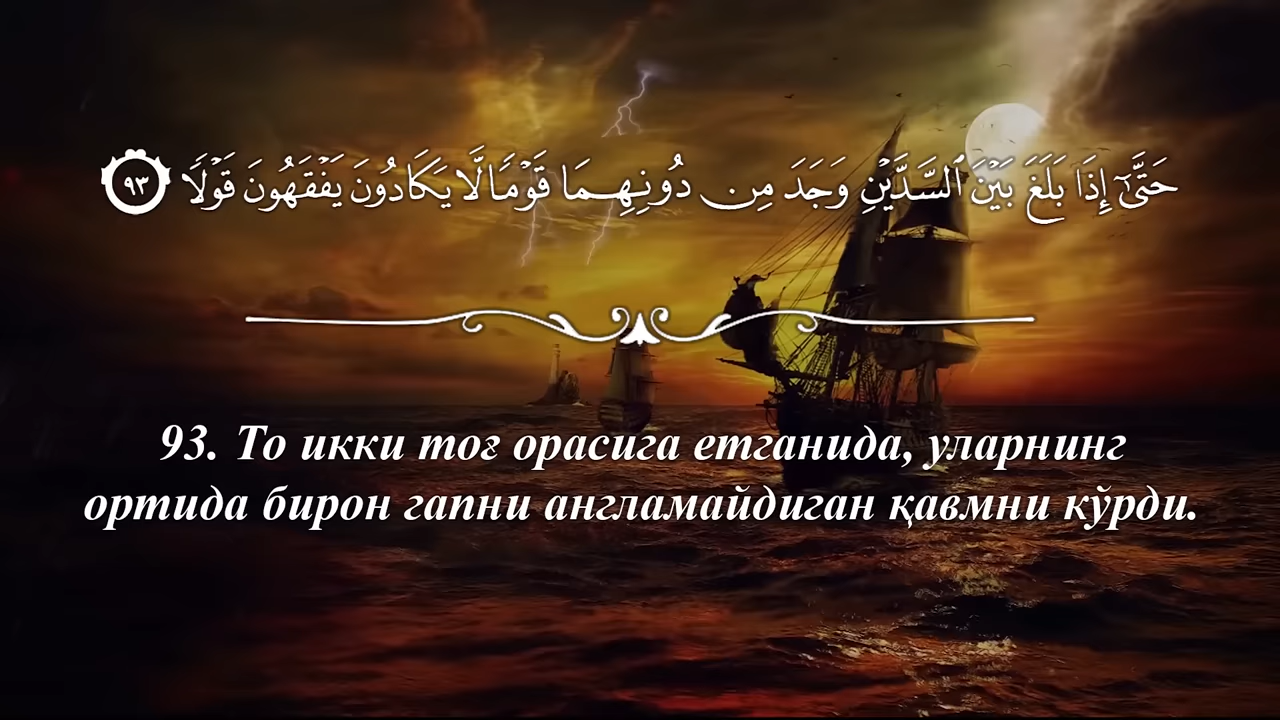 حَتَّىٰٓ إِذَا بَلَغَ بَيۡنَ ٱلسَّدَّيۡنِ وَجَدَ مِن دُونِهِمَا قَوۡمٗا لَّا يَكَادُونَ يَفۡقَهُونَ قَوۡلٗا ٩٣
93. То икки тоғ орасига етганида, уларнинг
ортида бирон гапни англамайдиган қавмни кўрди.